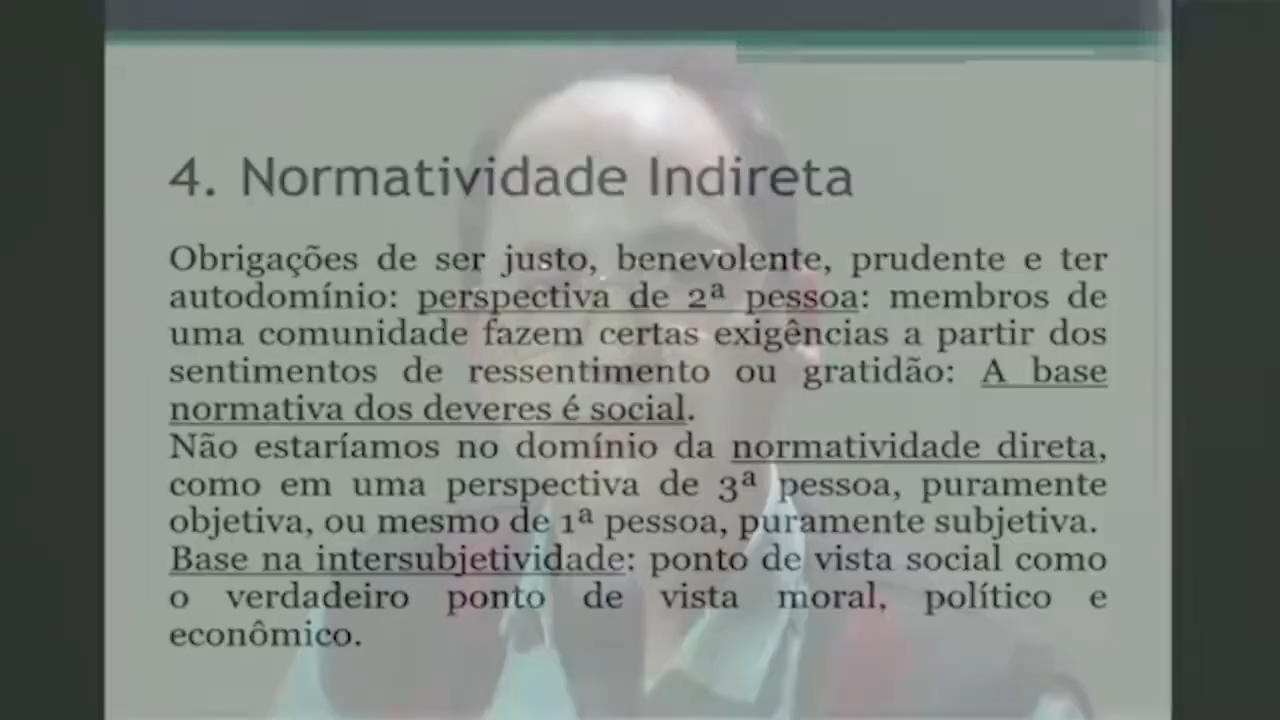 4. Normatividade Indireta
Obrigações de ser justo, benevolente, prudente e ter
autodomínio: perspectiva de 2ª pessoa: membros de
uma comunidade fazem certas exigências a partir dos
sentimentos de ressentimento ou gratidão: A base
normativa dos deveres é social.
Não estaríamos no domínio da normatividade direta,
como em uma perspectiva de 3ª pessoa, puramente
objetiva, ou mesmo de 1ª pessoa, puramente subjetiva.
Base na intersubjetividade: ponto de vista social como
o verdadeiro ponto de vista moral, político e
econômico.